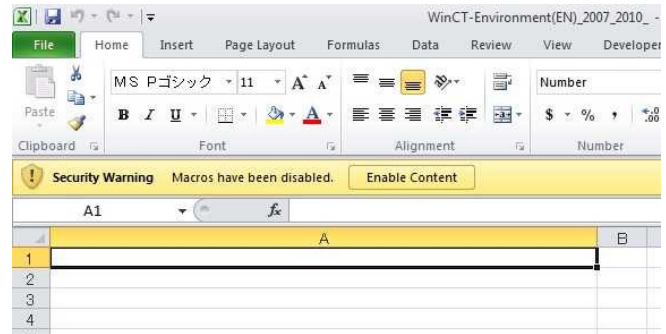 WinCT-Environment(EN)_2007_2010_ -
File Home Insert Page Layout Formulas Data Review View Developer
Paste MS Pゴシック 11 A A Number
B I U A $ % , .00
Clipboard Font Alignment Number
Security Warning Macros have been disabled. Enable Content
A1 fx
A B
1
2
3
4